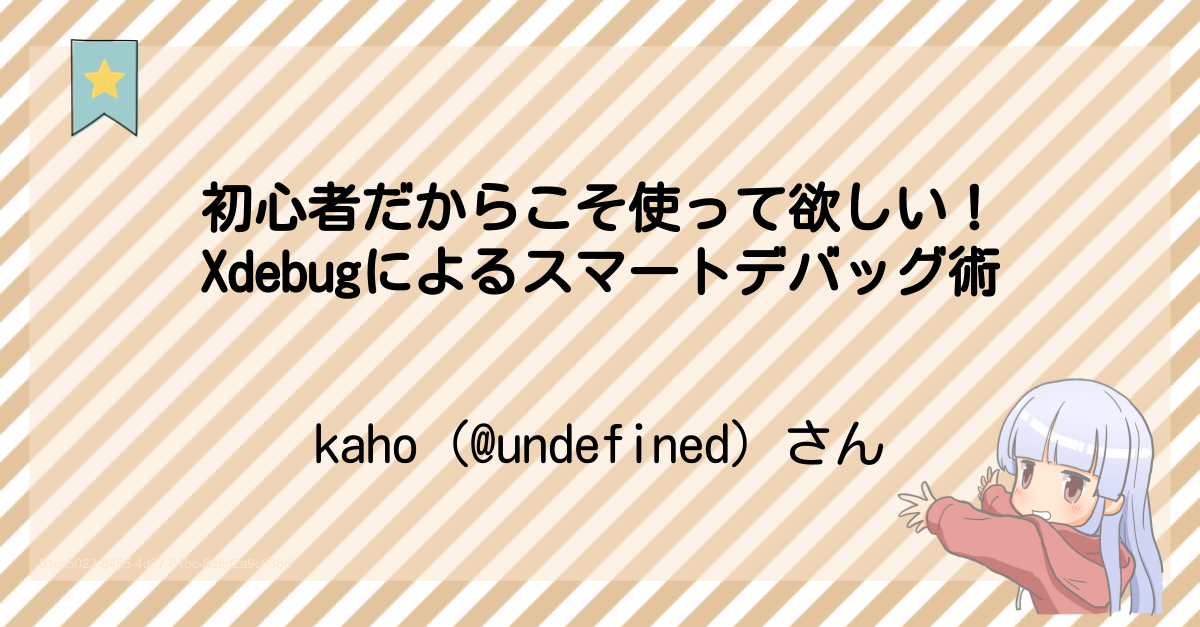 初心者だからこそ使って欲しい！
Xdebugによるスマートデバッグ術
kaho（@undefined）さん